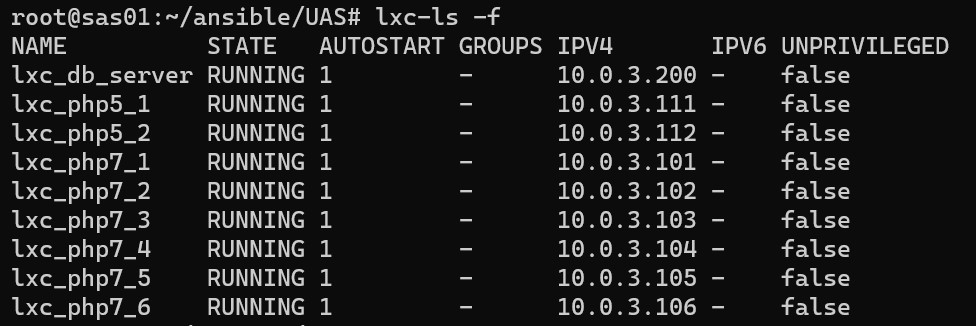 root@sas01:~/ansible/UAS# lxc-ls -f
NAME STATE AUTOSTART GROUPS IPV4 IPV6 UNPRIVILEGED
lxc_db_server RUNNING 1 - 10.0.3.200 - false
lxc_php5_1 RUNNING 1 - 10.0.3.111 - false
lxc_php5_2 RUNNING 1 - 10.0.3.112 - false
lxc_php7_1 RUNNING 1 - 10.0.3.101 - false
lxc_php7_2 RUNNING 1 - 10.0.3.102 - false
lxc_php7_3 RUNNING 1 - 10.0.3.103 - false
lxc_php7_4 RUNNING 1 - 10.0.3.104 - false
lxc_php7_5 RUNNING 1 - 10.0.3.105 - false
lxc_php7_6 RUNNING 1 - 10.0.3.106 - false